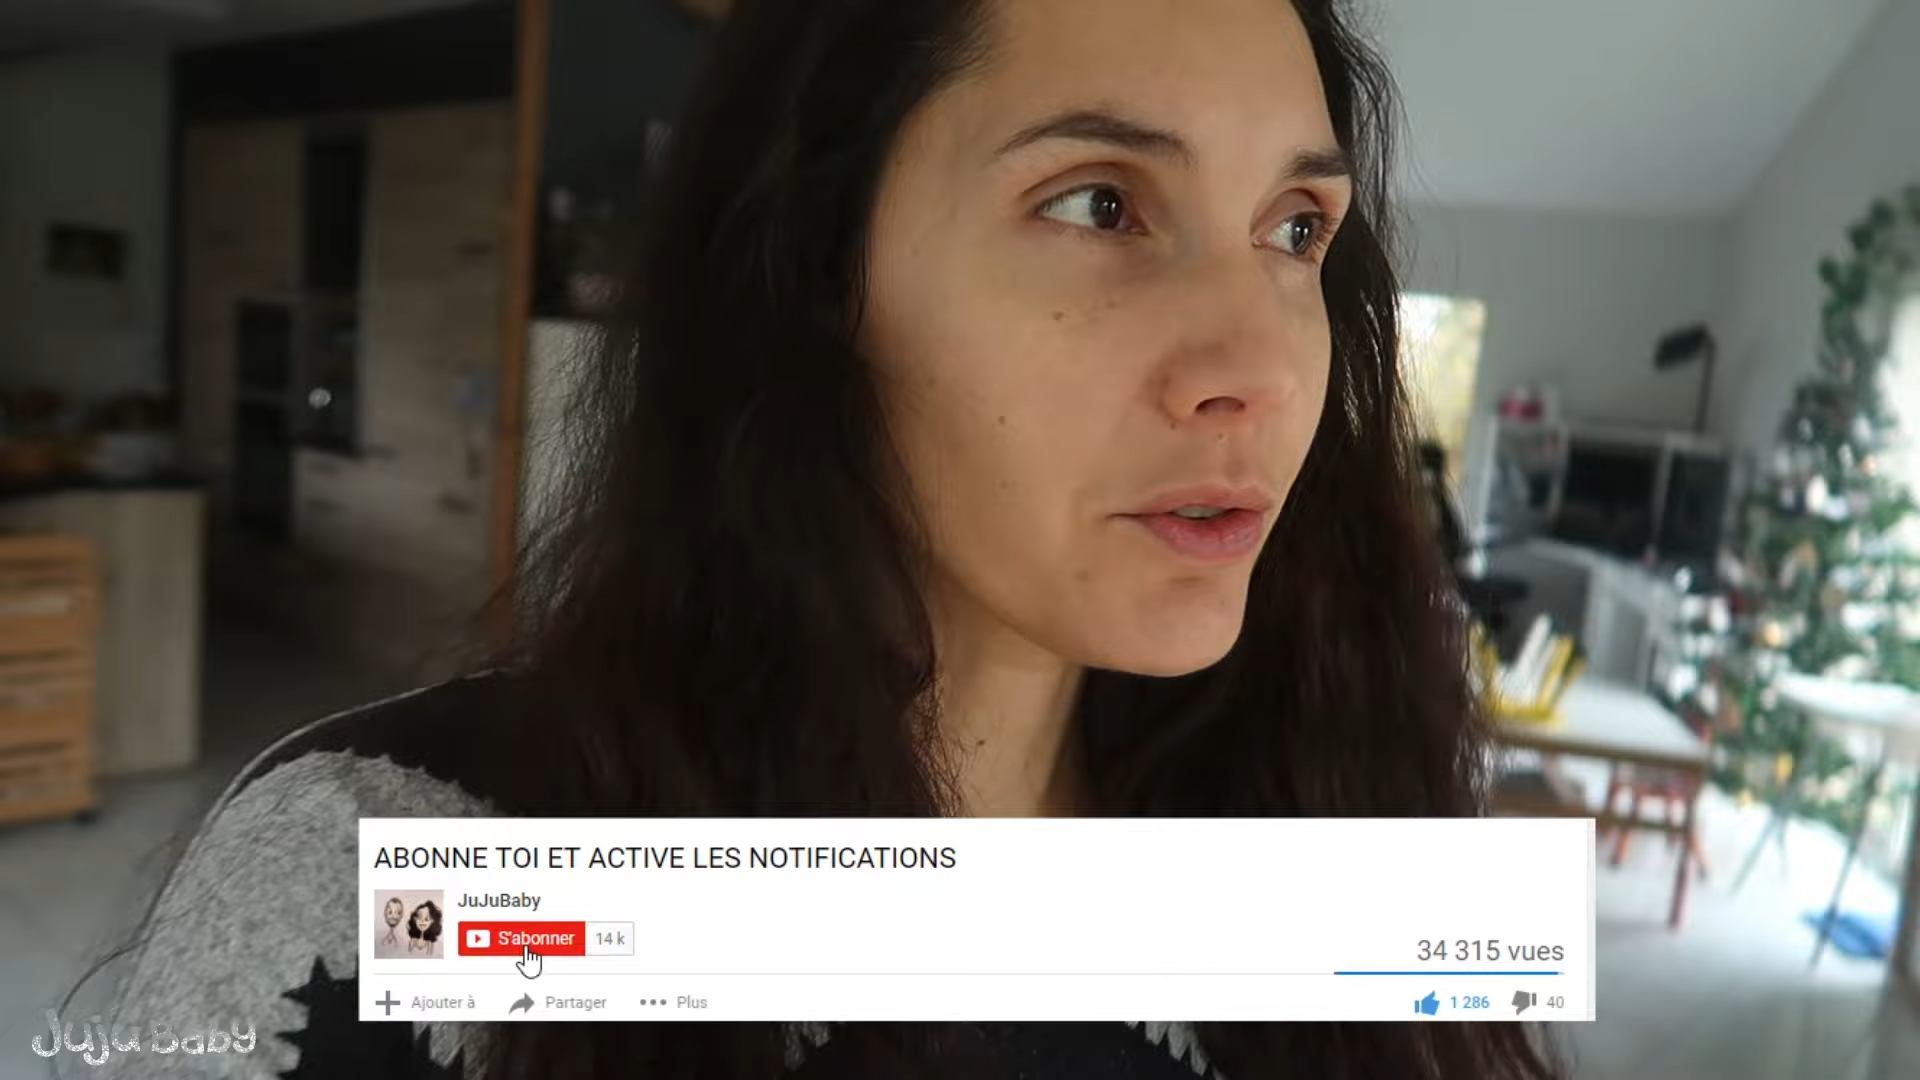 ABONNE TOI ET ACTIVE LES NOTIFICATIONS
JuJuBaby
S'abonner 14 k
34 315 vues
Ajouter à Partager Plus 1 286 40
Juju Baby